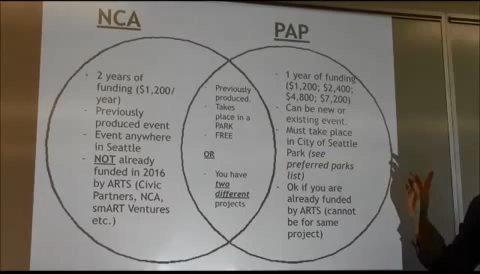 NCA
PAP
- 2 years of
funding ($1,200/
year)
- Previously
produced event
- Event anywhere
in Seattle
- NOT already
funded in 2016
by ARTS (Civic
Partners, NCA,
smART Ventures
etc.)
- Previously
produced.
- Takes
place in a
PARK
- FREE
OR
- You have
two
different
projects
- 1 year of funding
($1,200; $2,400;
$4,800; $7,200)
- Can be new or
existing event.
- Must take place
in City of Seattle
Park (see
preferred parks
list)
- Ok if you are
already funded
by ARTS (cannot
be for same
project)